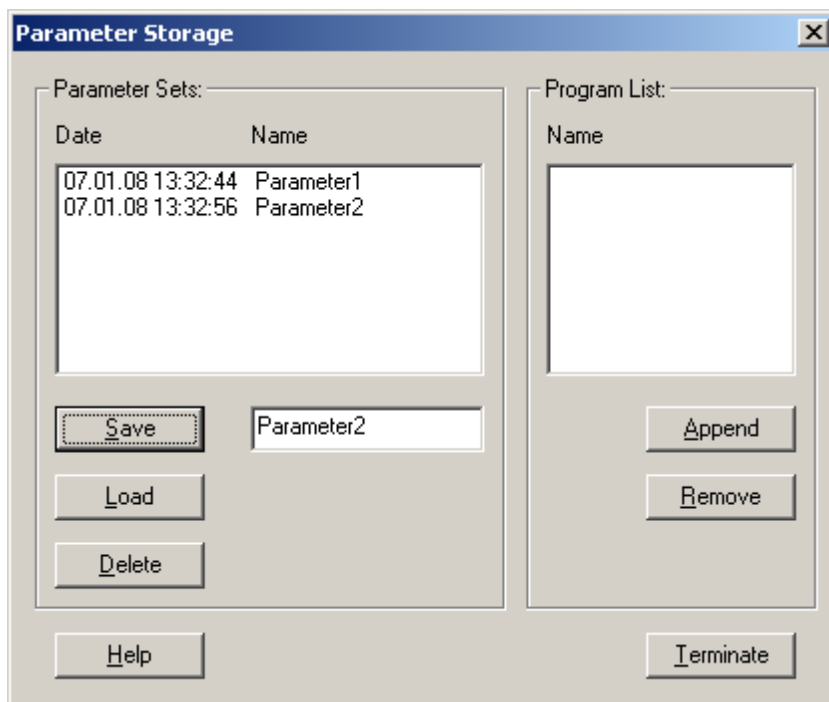 Parameter Storage
Parameter Sets:
Date Name
07.01.08 13:32:44 Parameter1
07.01.08 13:32:56 Parameter2
Save Parameter2
Load
Delete
Help
Program List:
Name
Append
Remove
Terminate